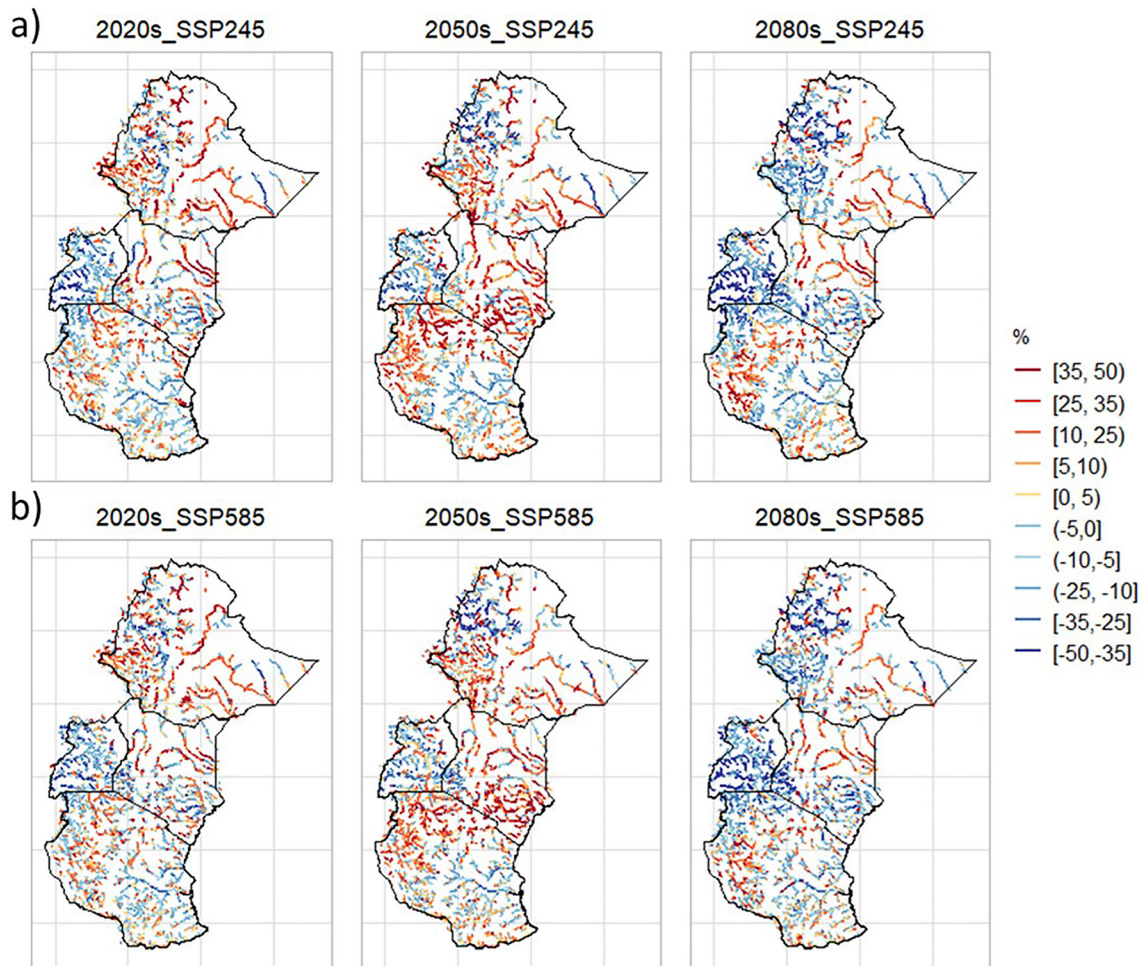 a)
2020s_SSP245
2050s_SSP245
2080s_SSP245
%
[35, 50)
[25, 35)
[10, 25)
[5,10)
[0, 5)
(-5,0]
(-10,-5]
(-25, -10]
[-35,-25]
[-50,-35]
b)
2020s_SSP585
2050s_SSP585
2080s_SSP585